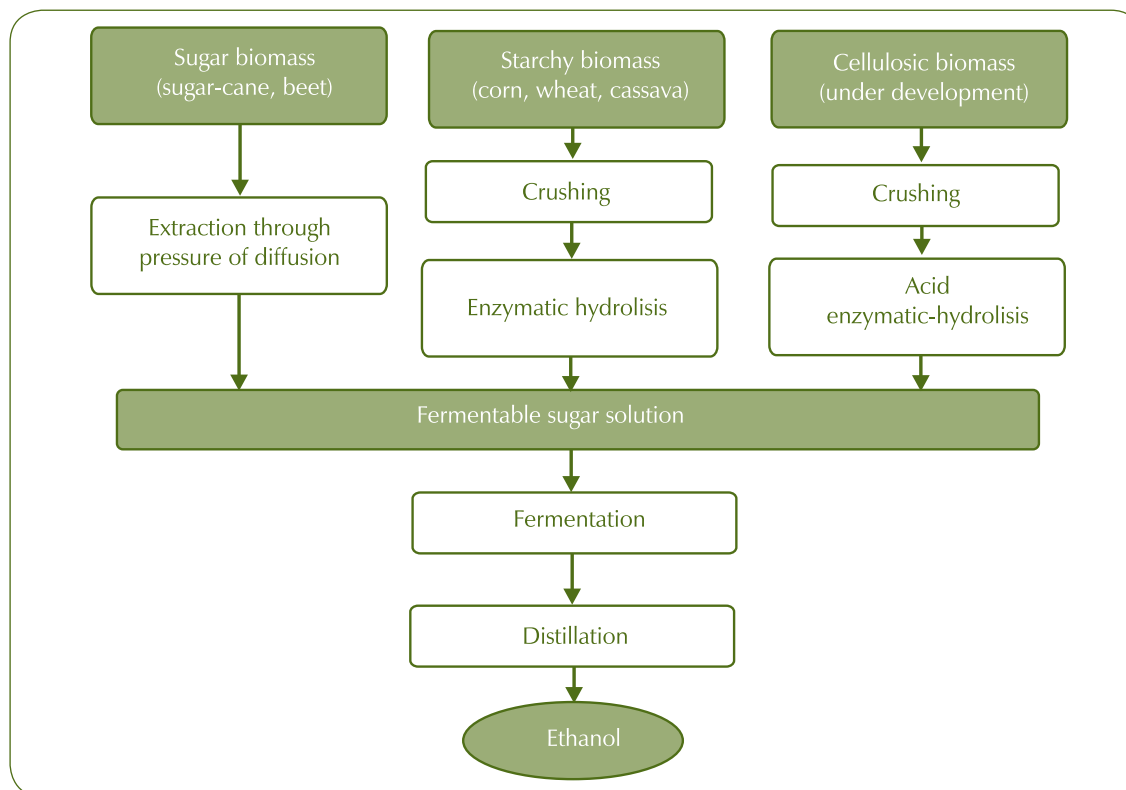 Sugar biomass
(sugar-cane, beet)
Starchy biomass
(corn, wheat, cassava)
Cellulosic biomass
(under development)
Extraction through
pressure of diffusion
Crushing
Enzymatic hydrolisis
Crushing
Acid
enzymatic-hydrolisis
Fermentable sugar solution
Fermentation
Distillation
Ethanol